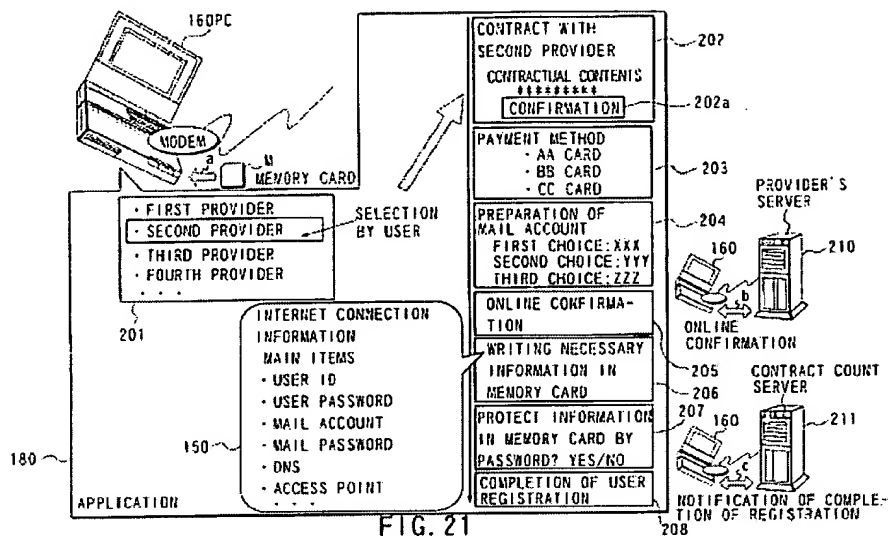 160PC
MODEM
a
M
MEMORY CARD
· FIRST PROVIDER
· SECOND PROVIDER
· THIRD PROVIDER
· FOURTH PROVIDER
· · ·
201
SELECTION
BY USER
INTERNET CONNECTION
INFORMATION
MAIN ITEMS
· USER ID
· USER PASSWORD
· MAIL ACCOUNT
· MAIL PASSWORD
· DNS
· ACCESS POINT
· · ·
150
180
APPLICATION
CONTRACT WITH
SECOND PROVIDER
CONTRACTUAL CONTENTS
*********
CONFIRMATION
202
202a
PAYMENT METHOD
· AA CARD
· BB CARD
· CC CARD
203
PREPARATION OF
MAIL ACCOUNT
FIRST CHOICE:XXX
SECOND CHOICE:YYY
THIRD CHOICE:ZZZ
204
ONLINE CONFIRMA-
TION
205
WRITING NECESSARY
INFORMATION IN
MEMORY CARD
206
PROTECT INFORMATION
IN MEMORY CARD BY
PASSWORD? YES/NO
207
COMPLETION OF USER
REGISTRATION
208
PROVIDER'S
SERVER
160
210
b
ONLINE
CONFIRMATION
CONTRACT COUNT
SERVER
160
211
c
NOTIFICATION OF COMPLE-
TION OF REGISTRATION
FIG. 21